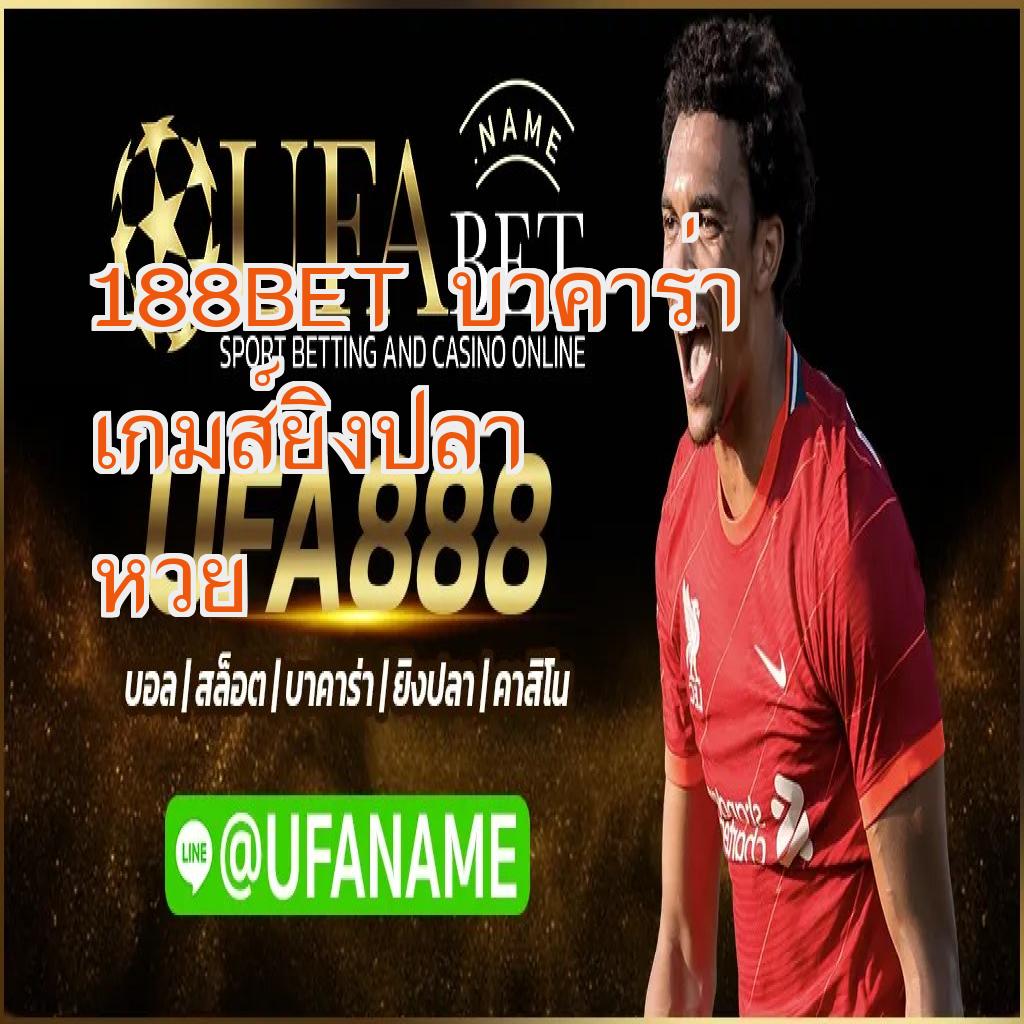 .NAME
UFABET
188BET บาคาร่า
SPORT BETTING AND CASINO ONLINE
เกมส์ยิงปลา
UFA888
หวย
บอล | สล็อต | บาคาร่า | ยิงปลา | คาสิโน
LINE @UFANAME